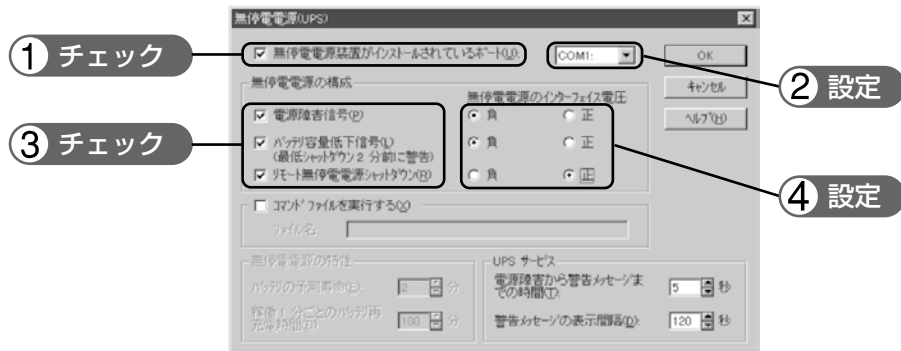 無停電電源(UPS)
① チェック
無停電電源装置がインストールされているポート(U):
COM1:
OK
② 設定
キャンセル
ヘルプ(H)
無停電電源の構成
無停電電源のインターフェイス電圧
③ チェック
電源障害信号(P)
負
正
バッテリ容量低下信号(L)
(最低シャットダウン 2 分前に警告)
負
正
リモート無停電電源シャットダウン(R)
負
正
④ 設定
コマンド ファイルを実行する(X)
ファイル名:
無停電電源の特性
バッテリの予測寿命(E):
2
分
稼働 1 分ごとのバッテリ再
充電時間(B):
100
分
UPS サービス
電源障害から警告メッセージま
での時間(T):
5
秒
警告メッセージの表示間隔(D):
120
秒